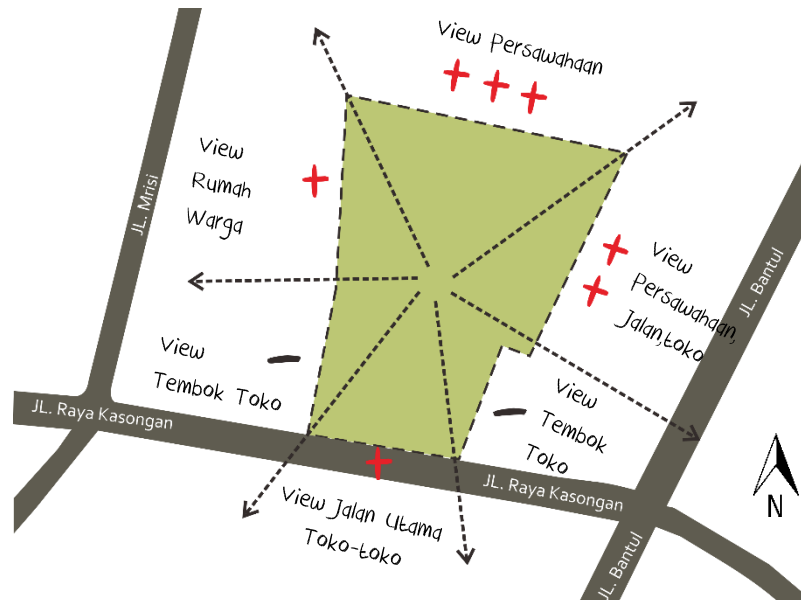 View Persawahaan
View
Rumah
Warga
JL. Mrisi
View
Persawahaan,
Jalan,toko
JL. Bantul
View
Tembok Toko
View
Tembok
Toko
JL. Raya Kasongan
JL. Raya Kasongan
View Jalan Utama
Toko-toko
JL. Bantul
N